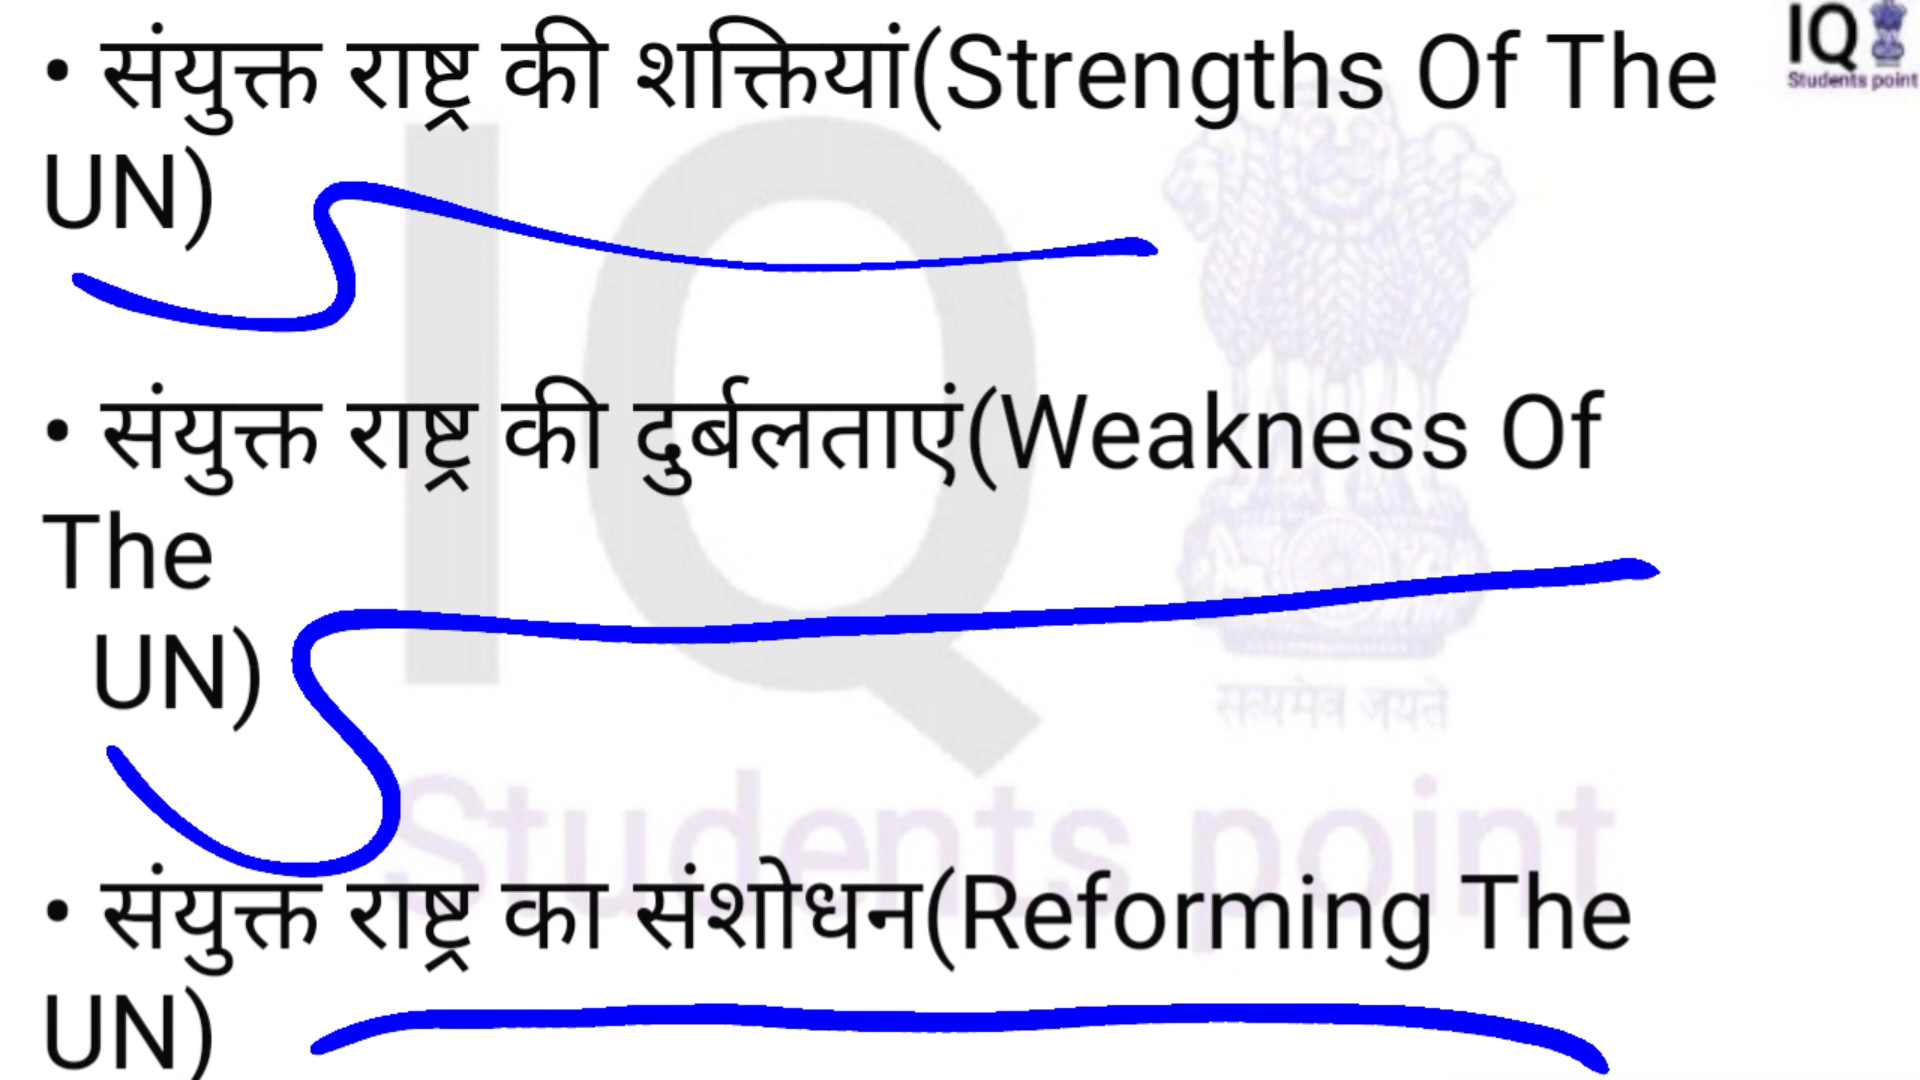 • संयुक्त राष्ट्र की शक्तियां(Strengths Of The
UN)
• संयुक्त राष्ट्र की दुर्बलताएं(Weakness Of
The
UN)
• संयुक्त राष्ट्र का संशोधन(Reforming The
UN)
IQ
Students point
IQ
सत्यमेव जयते
Students point